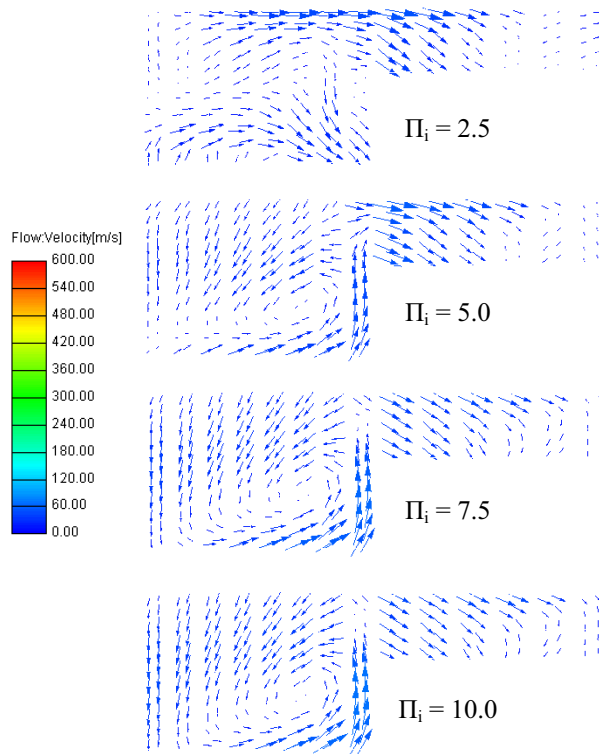 Πi = 2.5
Πi = 5.0
Flow:Velocity[m/s]
600.00
540.00
480.00
420.00
360.00
300.00
240.00
180.00
120.00
60.00
0.00
Πi = 7.5
Πi = 10.0